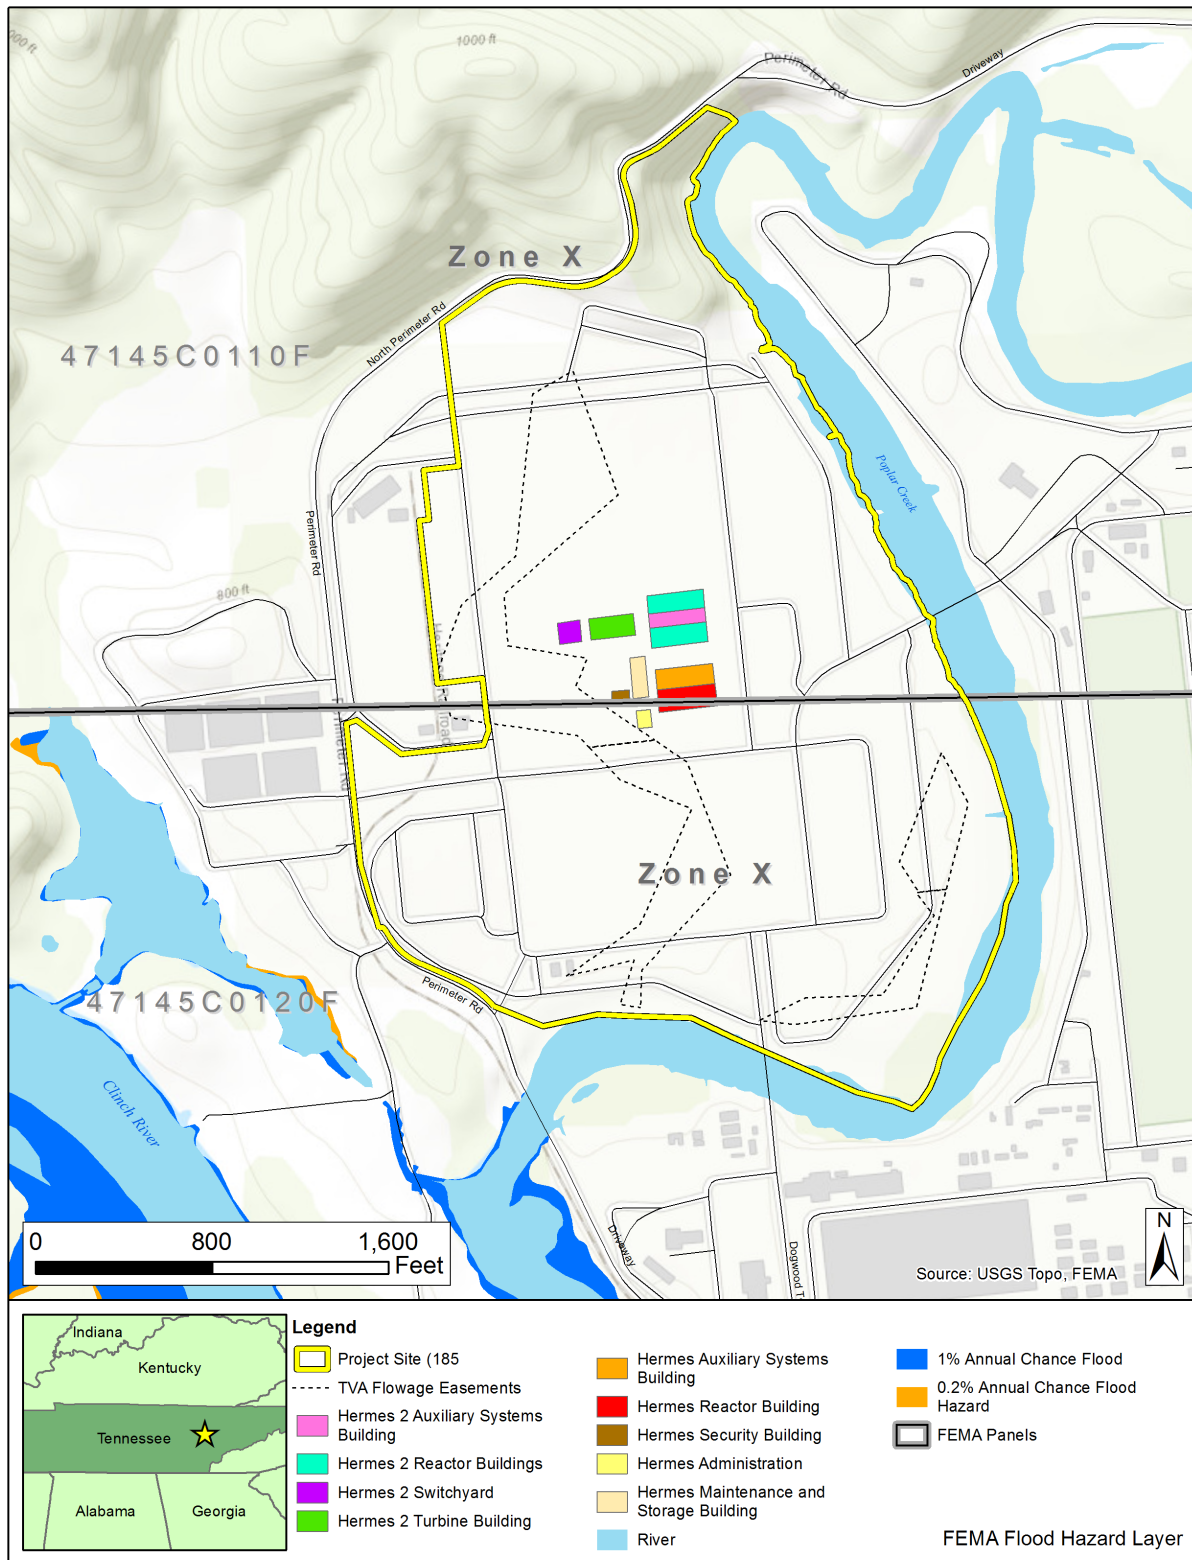 1000 ft
Perimeter Rd
Driveway
Zone X
North Perimeter Rd
47145C0110F
Poplar Creek
Perimeter Rd
800 ft
Perimeter Rd
Zone X
47145C0120F
Perimeter Rd
Clinch River
Driveway
0 800 1,600
Feet
N
Source: USGS Topo, FEMA
Indiana
Kentucky
Tennessee
Alabama
Georgia
Legend
Project Site (185
TVA Flowage Easements
Hermes 2 Auxiliary Systems
Building
Hermes 2 Reactor Buildings
Hermes 2 Switchyard
Hermes 2 Turbine Building
Hermes Auxiliary Systems
Building
Hermes Reactor Building
Hermes Security Building
Hermes Administration
Hermes Maintenance and
Storage Building
River
1% Annual Chance Flood
0.2% Annual Chance Flood
Hazard
FEMA Panels
FEMA Flood Hazard Layer